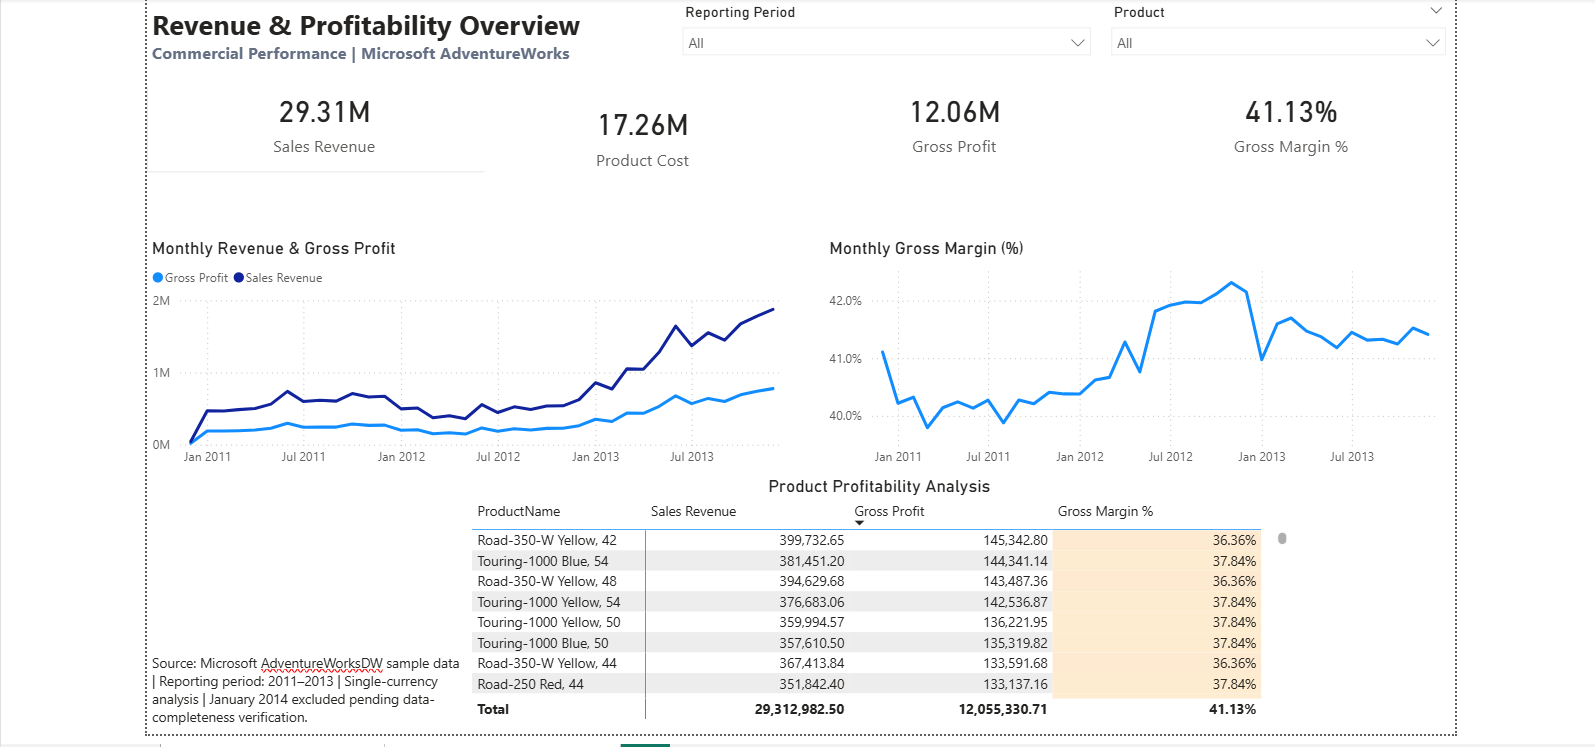 Revenue & Profitability Overview
Commercial Performance | Microsoft AdventureWorks
Reporting Period
All
Product
All
29.31M
Sales Revenue
17.26M
Product Cost
12.06M
Gross Profit
41.13%
Gross Margin %
Monthly Revenue & Gross Profit
Gross Profit Sales Revenue
2M
1M
0M
Jan 2011 Jul 2011 Jan 2012 Jul 2012 Jan 2013 Jul 2013
Monthly Gross Margin (%)
42.0%
41.0%
40.0%
Jan 2011 Jul 2011 Jan 2012 Jul 2012 Jan 2013 Jul 2013
Product Profitability Analysis
ProductName Sales Revenue Gross Profit Gross Margin %
Road-350-W Yellow, 42 399,732.65 145,342.80 36.36%
Touring-1000 Blue, 54 381,451.20 144,341.14 37.84%
Road-350-W Yellow, 48 394,629.68 143,487.36 36.36%
Touring-1000 Yellow, 54 376,683.06 142,536.87 37.84%
Touring-1000 Yellow, 50 359,994.57 136,221.95 37.84%
Touring-1000 Blue, 50 357,610.50 135,319.82 37.84%
Road-350-W Yellow, 44 367,413.84 133,591.68 36.36%
Road-250 Red, 44 351,842.40 133,137.16 37.84%
Total 29,312,982.50 12,055,330.71 41.13%
Source: Microsoft AdventureWorksDW sample data
| Reporting period: 2011–2013 | Single-currency
analysis | January 2014 excluded pending data-
completeness verification.